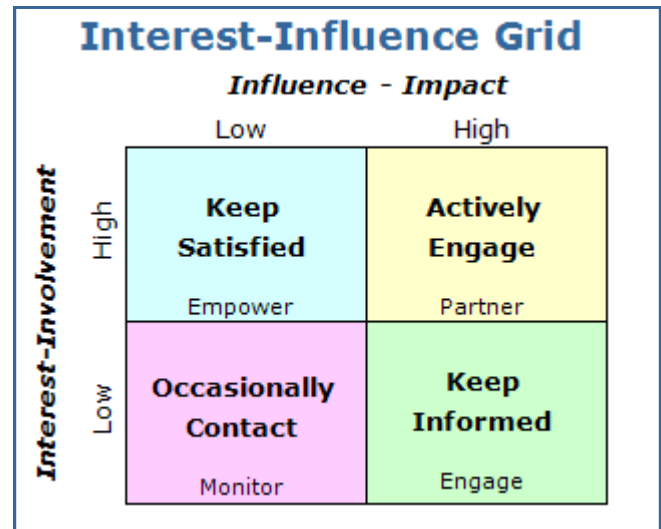 Interest-Influence Grid
Influence - Impact
Low
High
Interest-Involvement
High
Keep
Satisfied
Empower
Actively
Engage
Partner
Low
Occasionally
Contact
Monitor
Keep
Informed
Engage